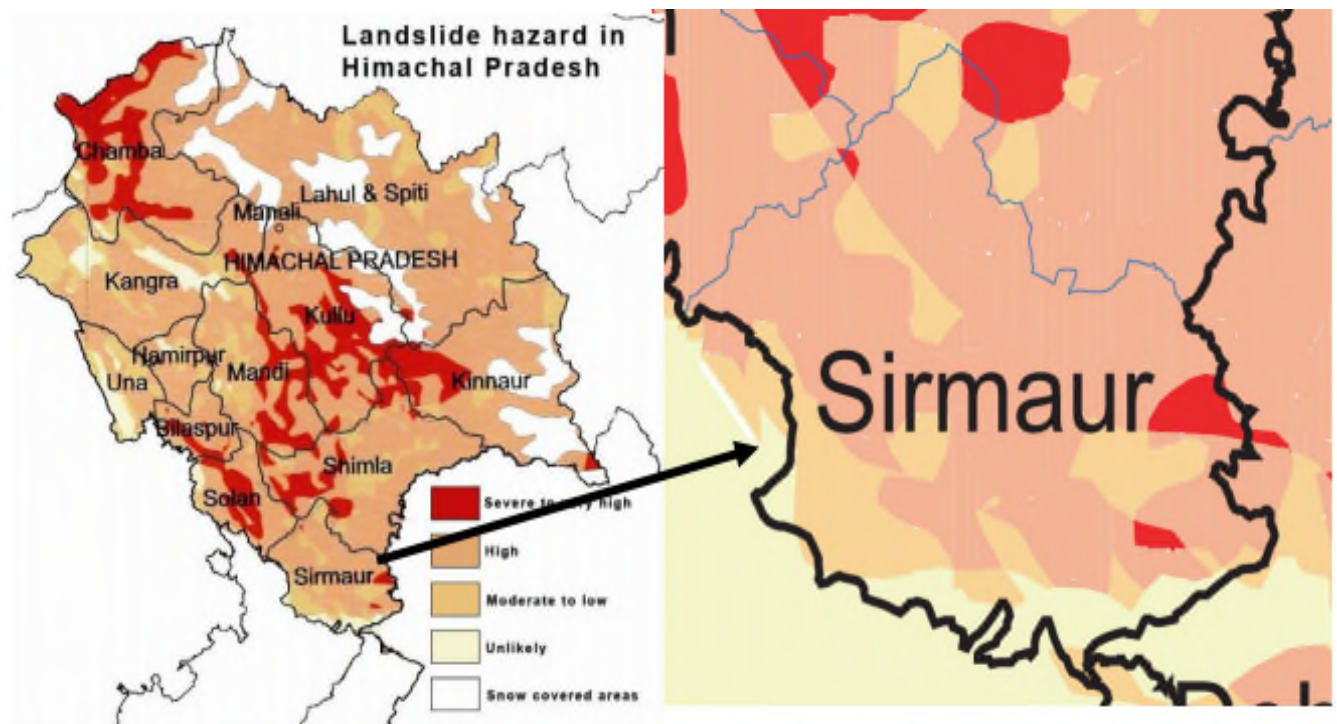 Landslide hazard in
Himachal Pradesh
Chamba
Lahul & Spiti
Manali
HIMACHAL PRADESH
Kangra
Kullu
Hamirpur
Mandi
Una
Kinnaur
Bilaspur
Shimla
Solan
Sirmaur
Severe to very high
High
Moderate to low
Unlikely
Snow covered areas
Sirmaur